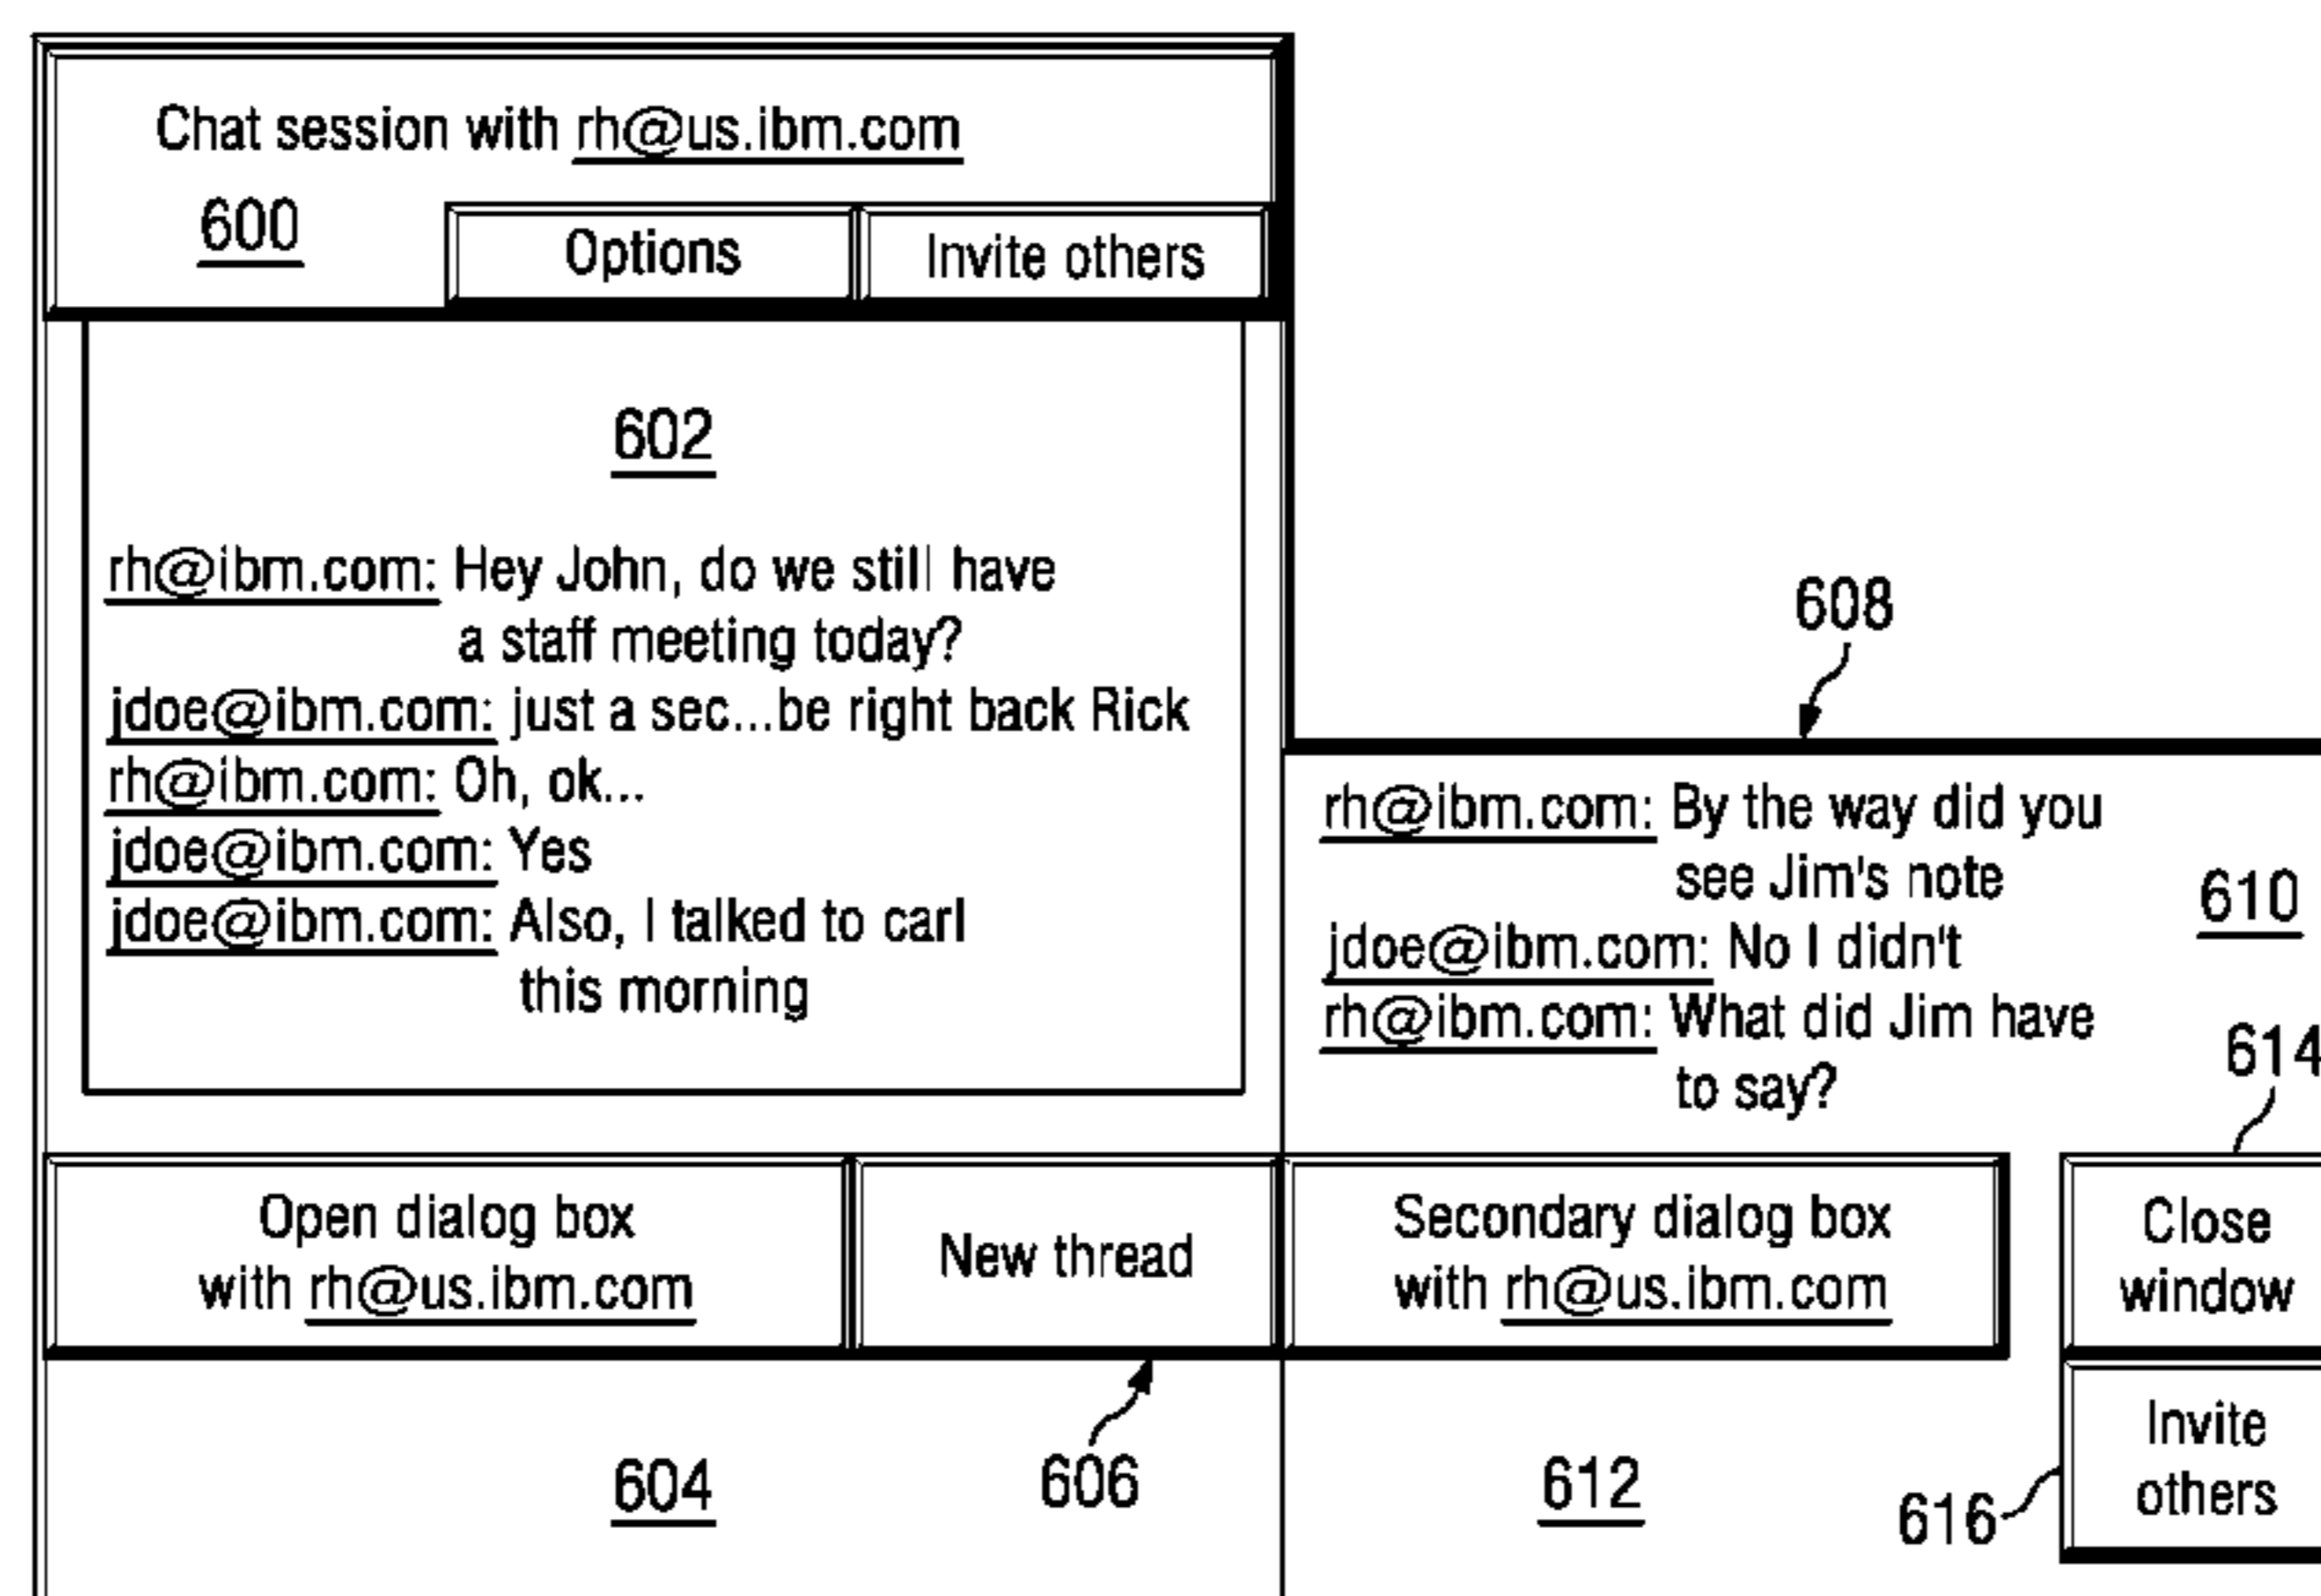 Chat session with rh@us.ibm.com
600
Options
Invite others
602
rh@ibm.com: Hey John, do we still have
a staff meeting today?
jdoe@ibm.com: just a sec...be right back Rick
rh@ibm.com: Oh, ok...
jdoe@ibm.com: Yes
jdoe@ibm.com: Also, I talked to carl
this morning
608
rh@ibm.com: By the way did you
see Jim's note
610
jdoe@ibm.com: No I didn't
rh@ibm.com: What did Jim have
to say?
614
Open dialog box
with rh@us.ibm.com
New thread
Secondary dialog box
with rh@us.ibm.com
Close
window
Invite
others
604
606
612
616